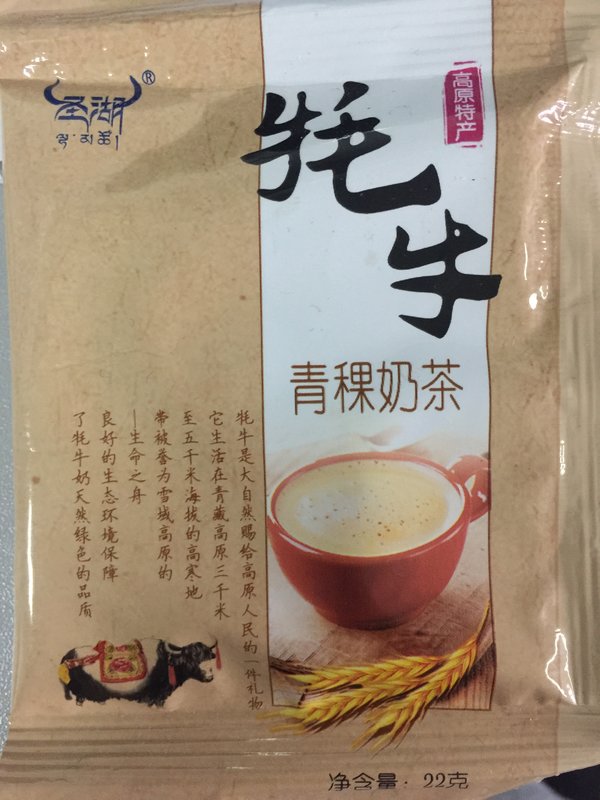 圣湖®
高原特产
牦牛
青稞奶茶
牦牛是大自然赐给高原人民的一件礼物
它生活在青藏高原三千米
至五千米海拔的高寒地
带被誉为雪域高原的
—生命之舟
良好的生态环境保障
了牦牛奶天然绿色的品质
净含量：22克